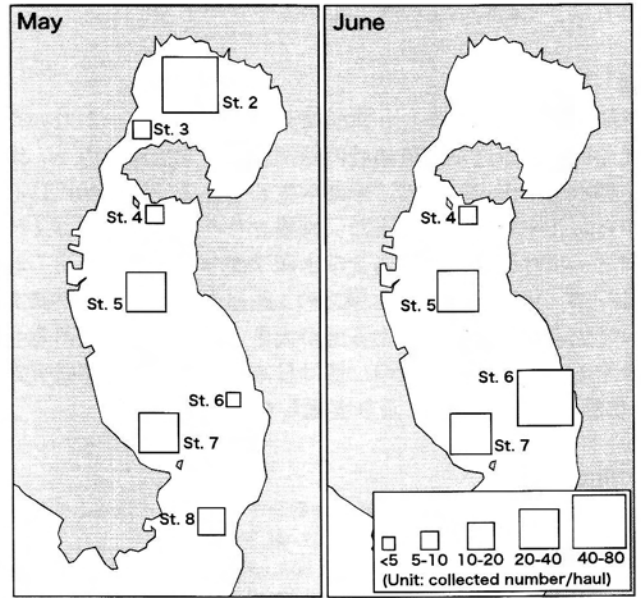 May
St. 2
St. 3
St. 4
St. 5
St. 6
St. 7
St. 8
June
St. 4
St. 5
St. 6
St. 7
<5 5-10 10-20 20-40 40-80
(Unit: collected number/haul)